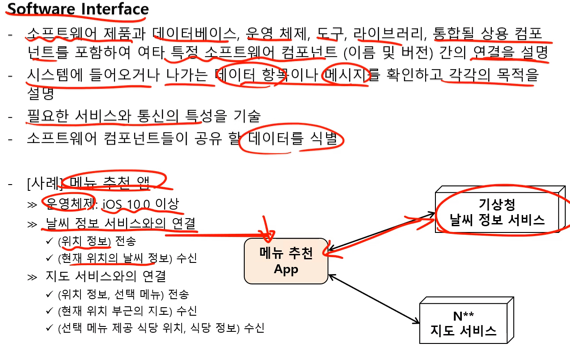 Software Interface
- 소프트웨어 제품과 데이터베이스, 운영 체제, 도구, 라이브러리, 통합될 상용 컴포
넌트를 포함하여 여타 특정 소프트웨어 컴포넌트 (이름 및 버전) 간의 연결을 설명
- 시스템에 들어오거나 나가는 데이터 항목이나 메시지를 확인하고 각각의 목적을
설명
- 필요한 서비스와 통신의 특성을 기술
- 소프트웨어 컴포넌트들이 공유 할 데이터를 식별
- [사례] 메뉴 추천 앱
≫ 운영체제: iOS 10.0 이상
≫ 날씨 정보 서비스와의 연결
✓ (위치 정보) 전송
✓ (현재 위치의 날씨 정보) 수신
≫ 지도 서비스와의 연결
✓ (위치 정보, 선택 메뉴) 전송
✓ (현재 위치 부근의 지도) 수신
✓ (선택 메뉴 제공 식당 위치, 식당 정보) 수신
메뉴 추천
App
기상청
날씨 정보 서비스
N**
지도 서비스